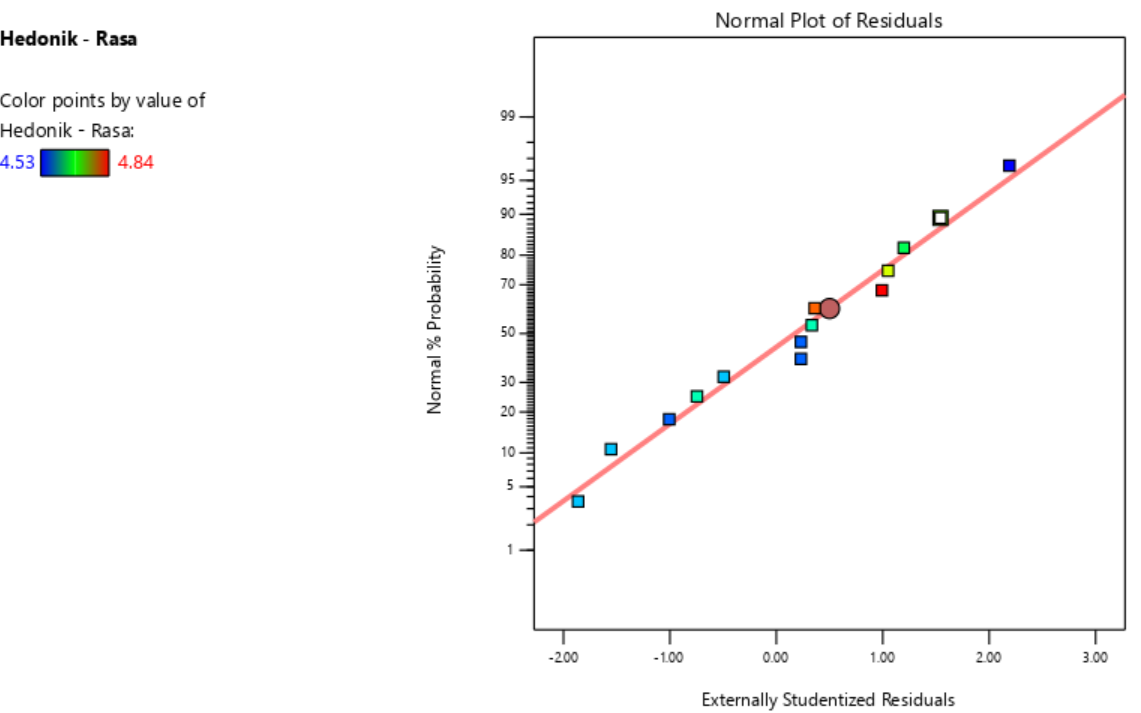 Hedonik - Rasa
Color points by value of
Hedonik - Rasa:
4.53 4.84
Normal Plot of Residuals
Normal % Probability
99
95
90
80
70
50
30
20
10
5
1
-2.00 -1.00 0.00 1.00 2.00 3.00
Externally Studentized Residuals